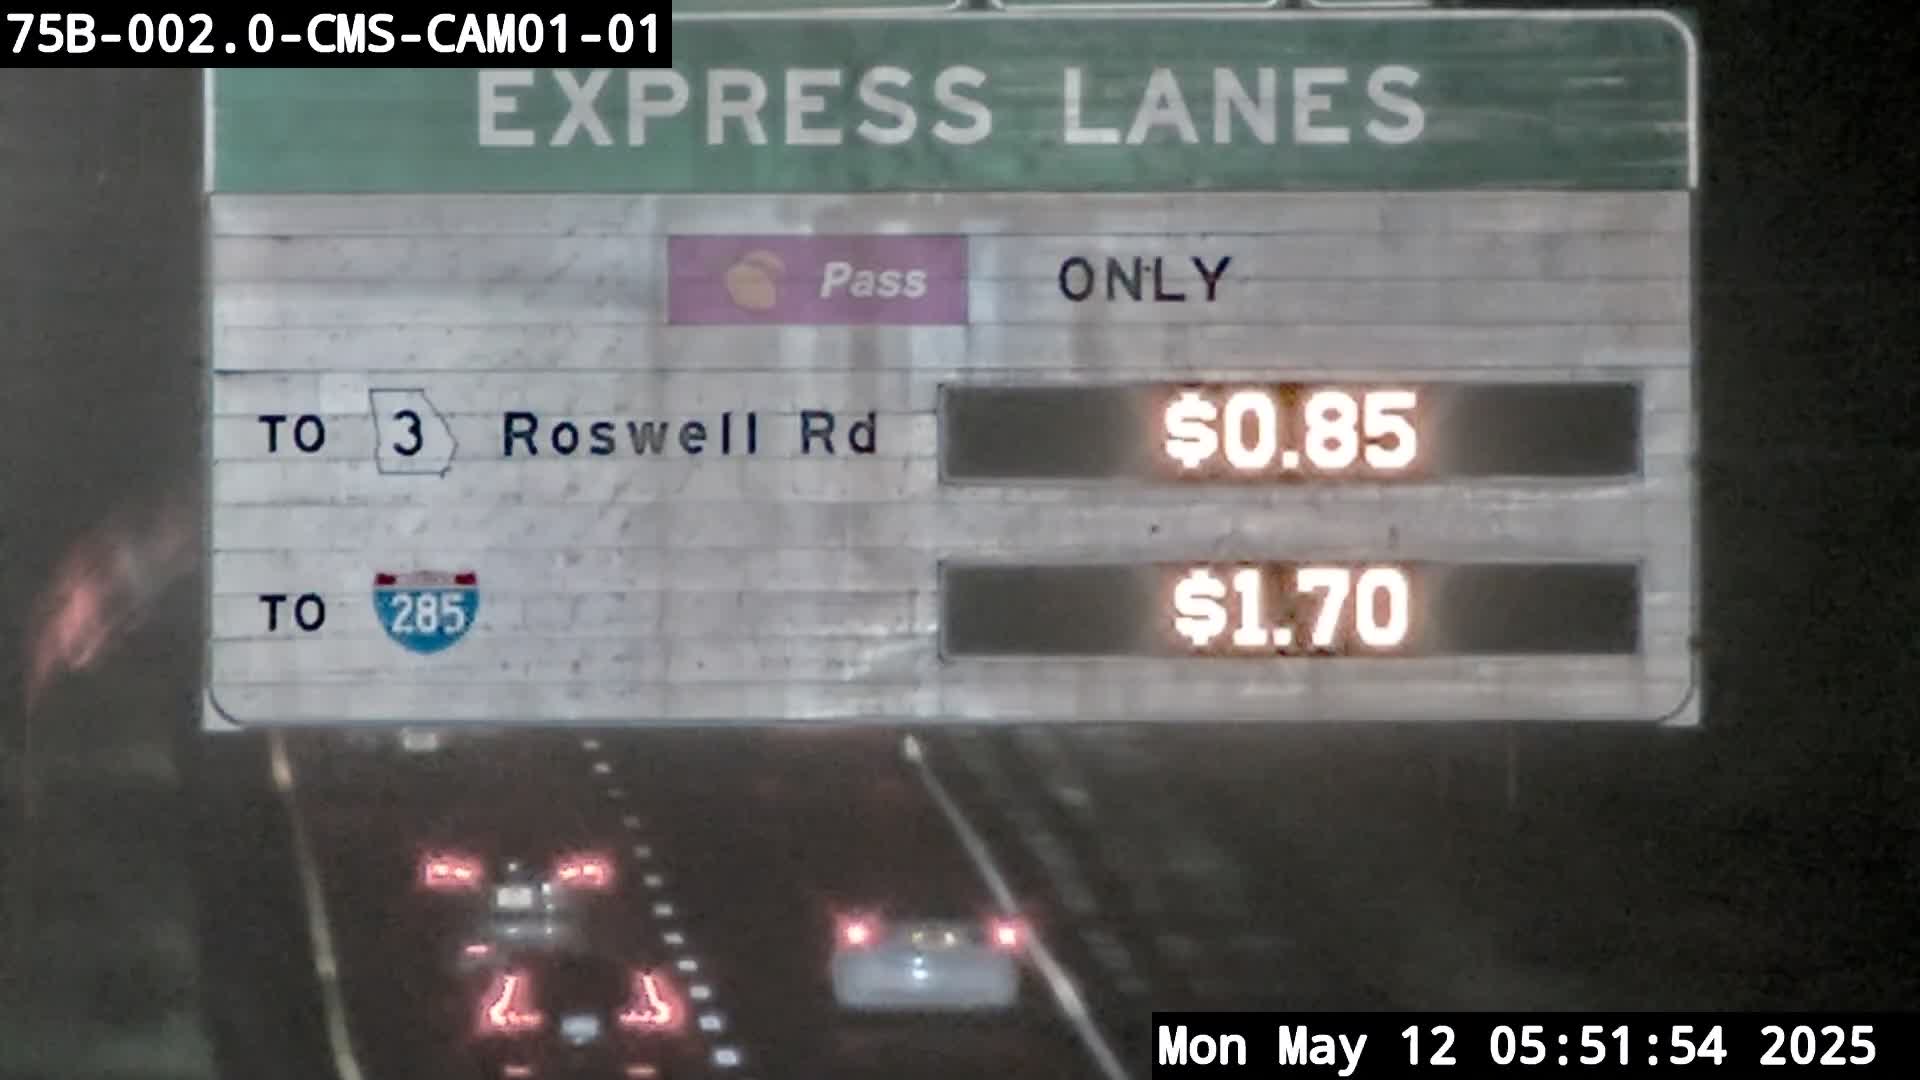 75B-002.0-CMS-CAM01-01
EXPRESS LANES
Pass ONLY
TO 3 Roswell Rd $0.85
TO 285 $1.70
Mon May 12 05:51:54 2025